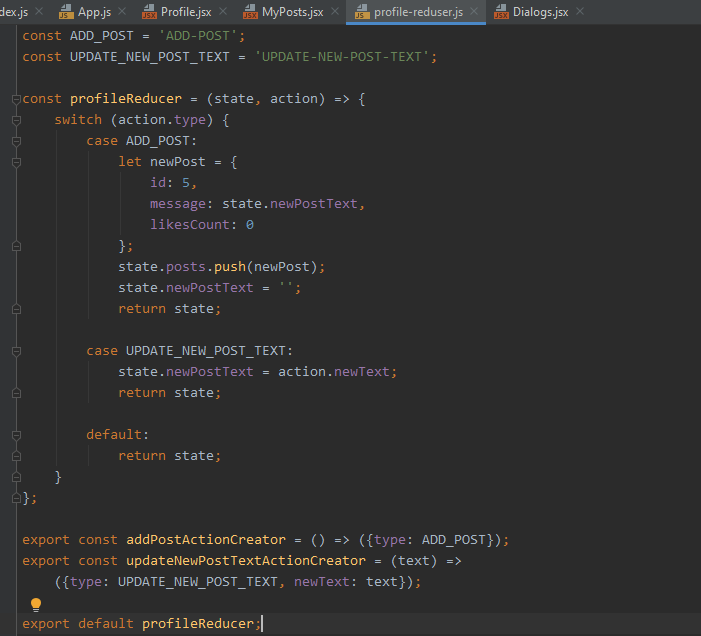 dex.js App.js Profile.jsx MyPosts.jsx profile-reduser.js Dialogs.jsx
const ADD_POST = 'ADD-POST';
const UPDATE_NEW_POST_TEXT = 'UPDATE-NEW-POST-TEXT';
const profileReducer = (state, action) => {
switch (action.type) {
case ADD_POST:
let newPost = {
id: 5,
message: state.newPostText,
likesCount: 0
};
state.posts.push(newPost);
state.newPostText = '';
return state;
case UPDATE_NEW_POST_TEXT:
state.newPostText = action.newText;
return state;
default:
return state;
}
};
export const addPostActionCreator = () => ({type: ADD_POST});
export const updateNewPostTextActionCreator = (text) =>
({type: UPDATE_NEW_POST_TEXT, newText: text});
export default profileReducer;